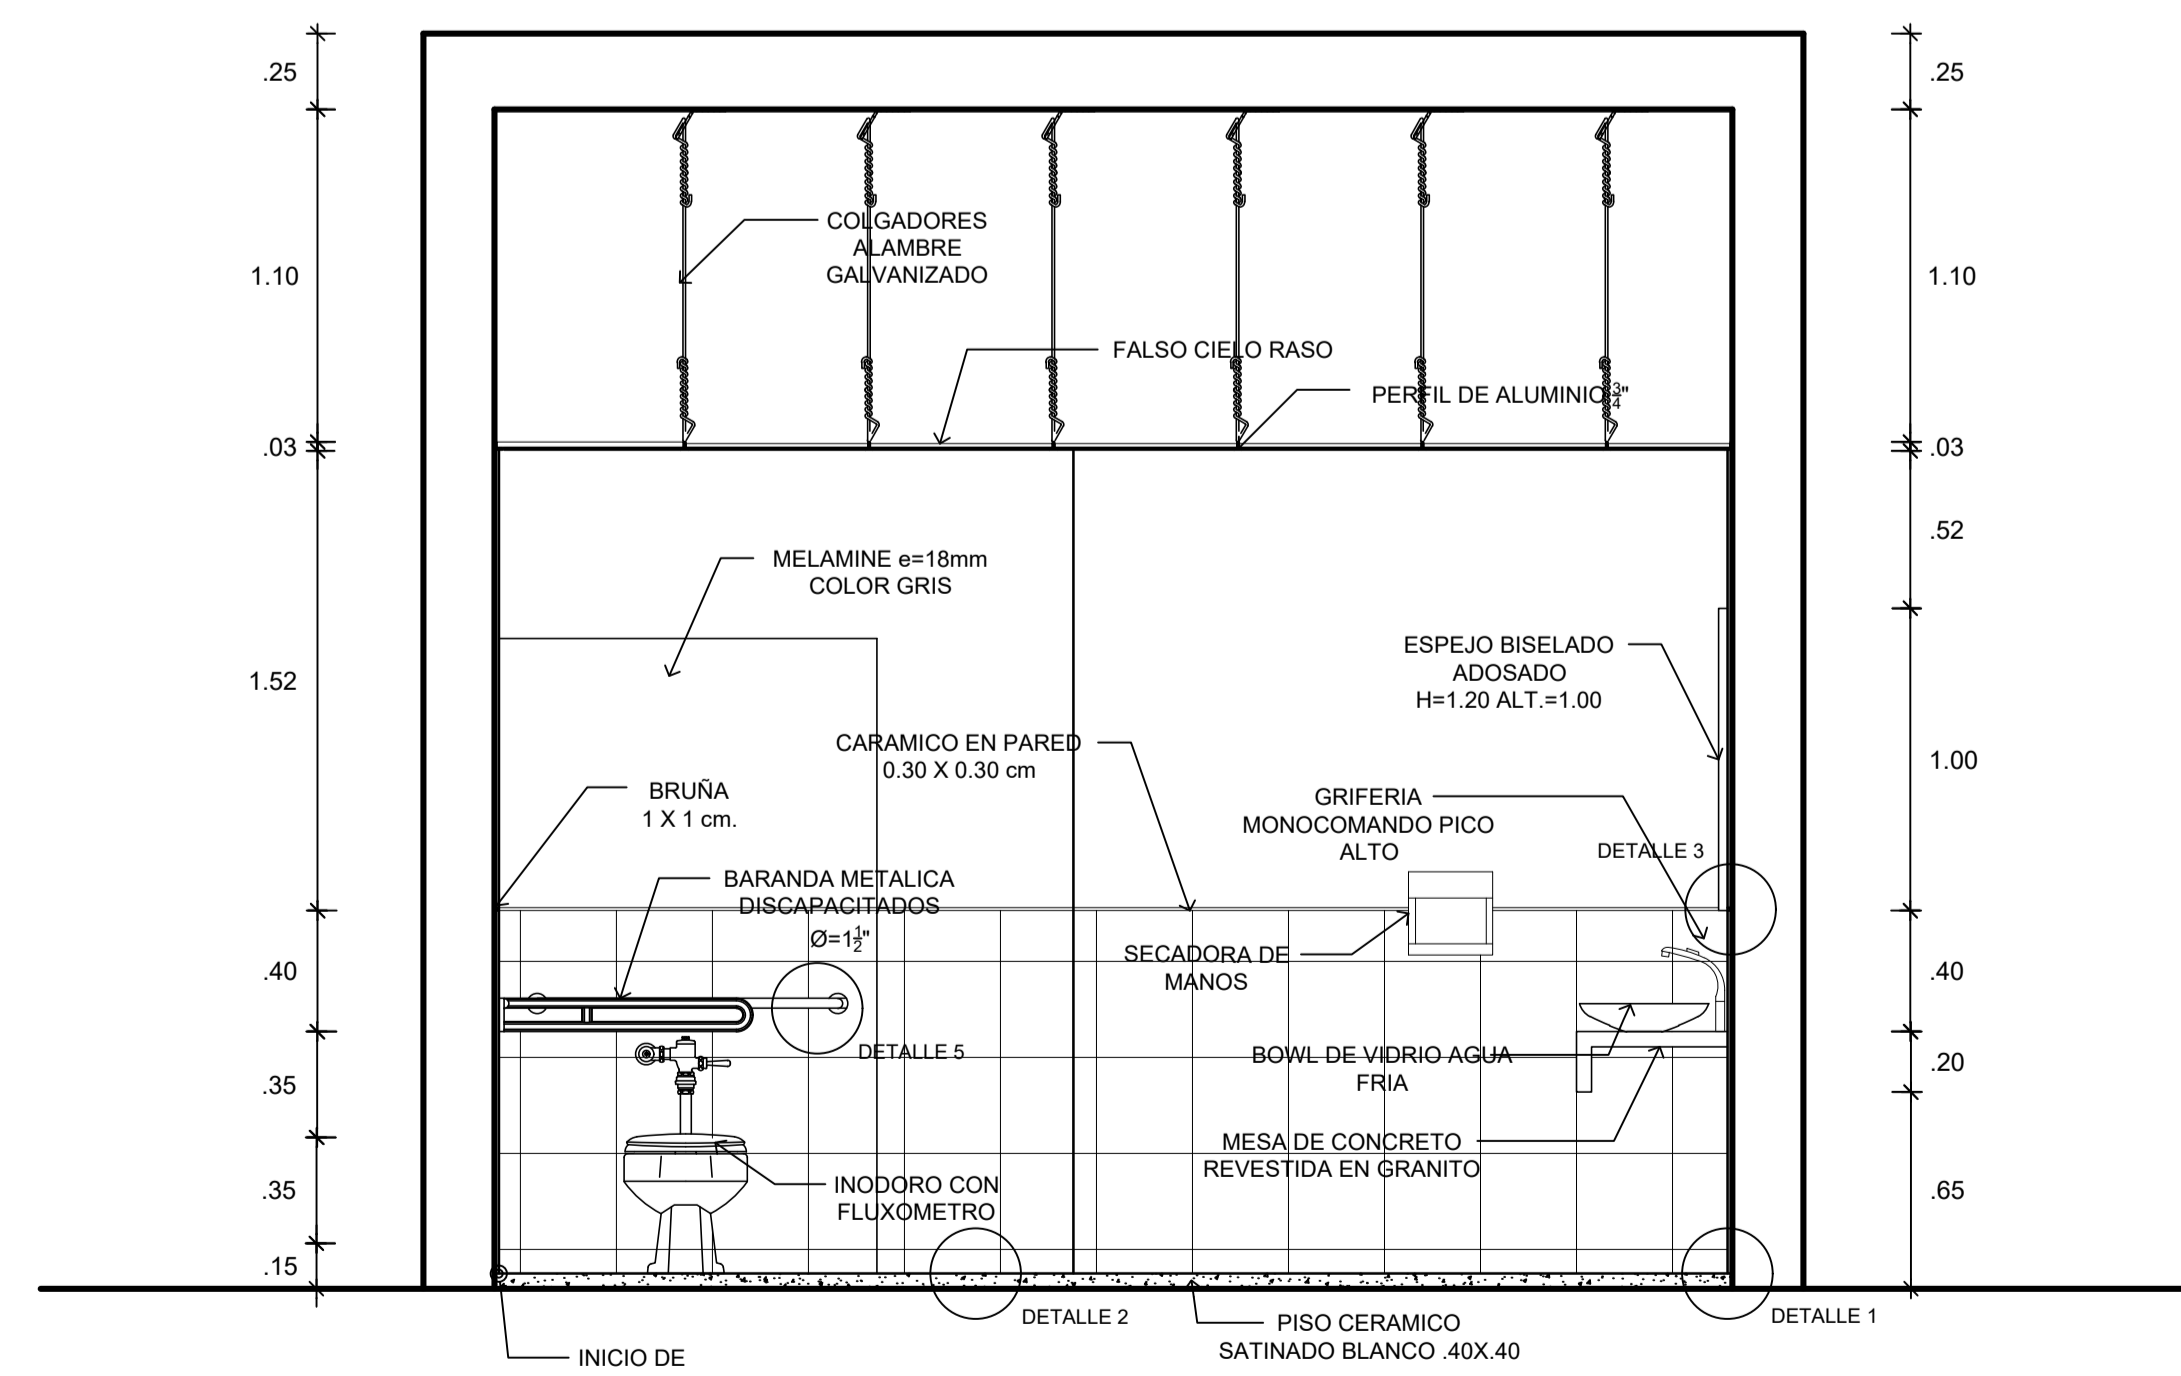 .25
.25
COLGADORES
ALAMBRE
GALVANIZADO
1.10
1.10
FALSO CIELO RASO
PERFIL DE ALUMINIO 3/4"
.03
.03
.52
MELAMINE e=18mm
COLOR GRIS
ESPEJO BISELADO
ADOSADO
H=1.20 ALT.=1.00
1.52
CARAMICO EN PARED
0.30 X 0.30 cm
1.00
BRUÑA
1 X 1 cm.
GRIFERIA
MONOCOMANDO PICO
ALTO
DETALLE 3
BARANDA METALICA
DISCAPACITADOS
Ø=1 1/2"
SECADORA DE
MANOS
.40
.40
DETALLE 5
BOWL DE VIDRIO AGUA
FRIA
.20
.35
MESA DE CONCRETO
REVESTIDA EN GRANITO
INODORO CON
FLUXOMETRO
.35
.65
.15
DETALLE 2
DETALLE 1
PISO CERAMICO
SATINADO BLANCO .40X.40
INICIO DE